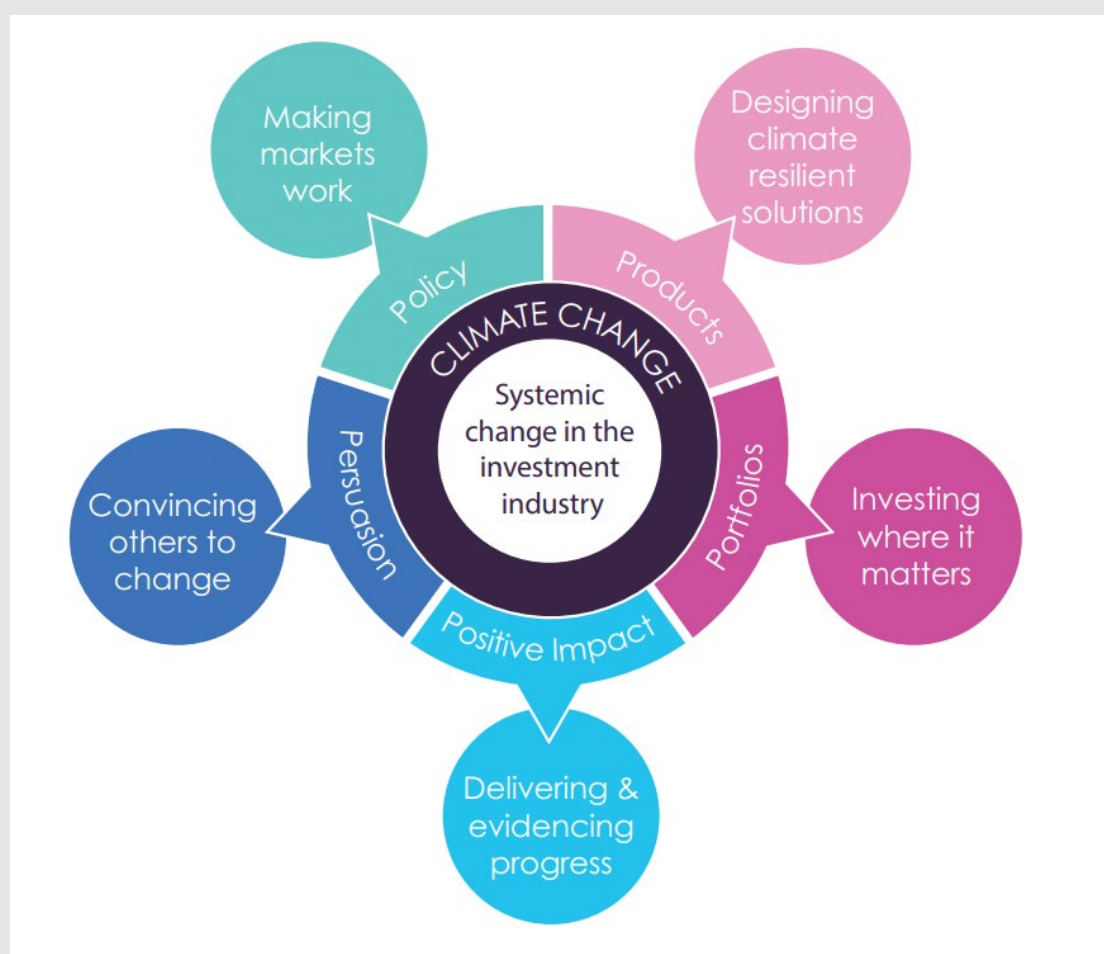 Making
markets
work
Designing
climate
resilient
solutions
Policy
Products
CLIMATE CHANGE
Systemic
change in the
investment
industry
Persuasion
Portfolios
Convincing
others to
change
Investing
where it
matters
Positive Impact
Delivering &
evidencing
progress